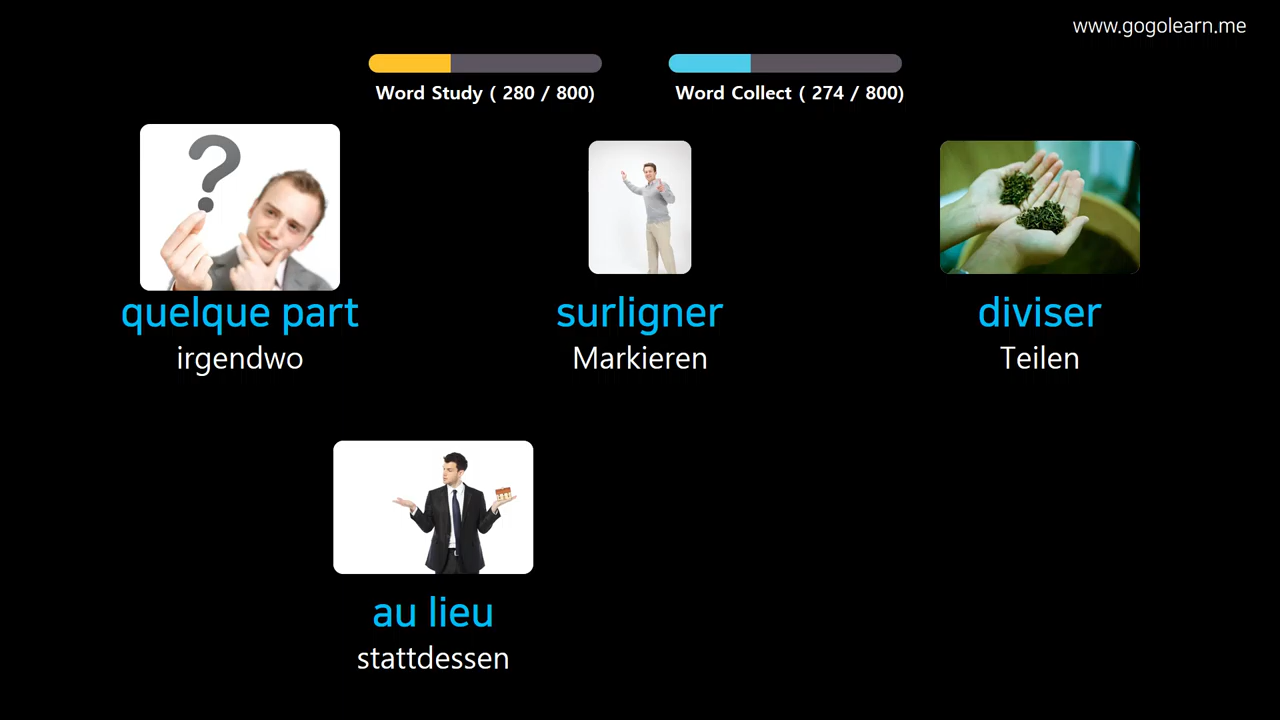 www.gogolearn.me
Word Study ( 280 / 800)
Word Collect ( 274 / 800)
quelque part
irgendwo
surligner
Markieren
diviser
Teilen
au lieu
stattdessen